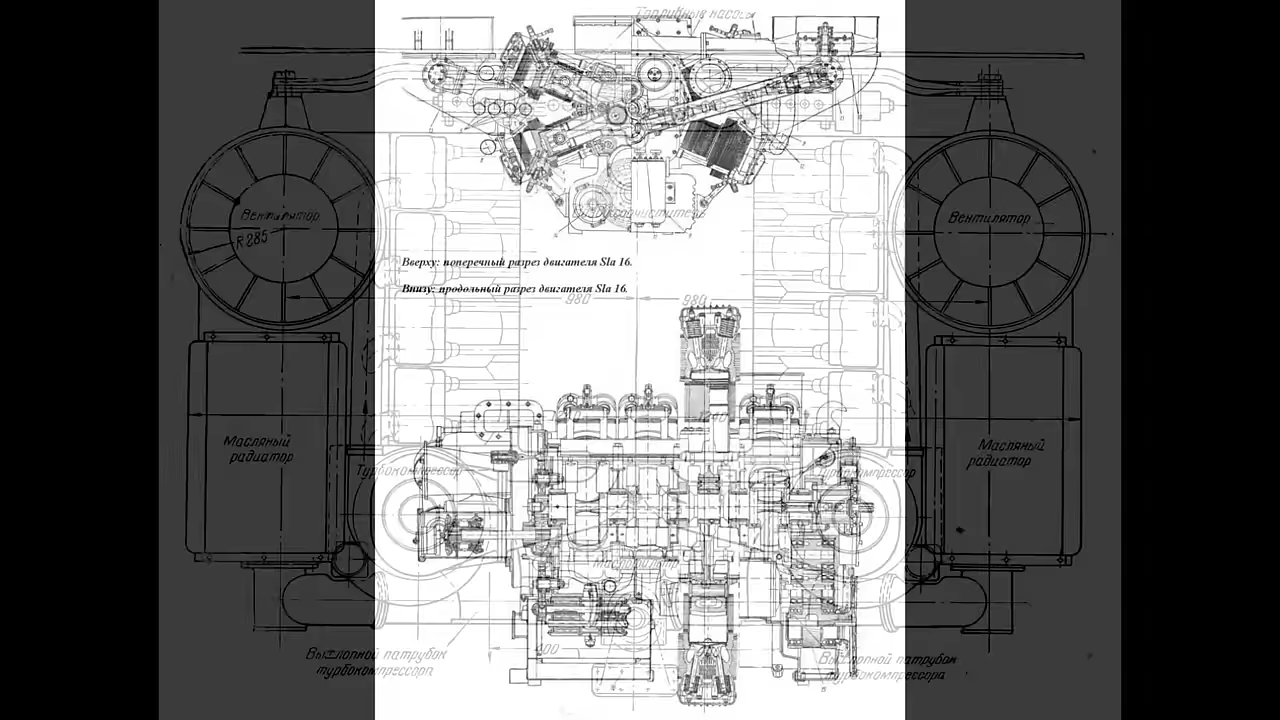 Топливные насосы
Вентилятор
R 285
Вентилятор
Вверху: поперечный разрез двигателя Sla 16.
Внизу: продольный разрез двигателя Sla 16.
980
980
Масляный
радиатор
Масляный
радиатор
Турбокомпрессор
Турбокомпрессор
Выхлопной патрубок
турбокомпрессора
Выхлопной патрубок
турбокомпрессора